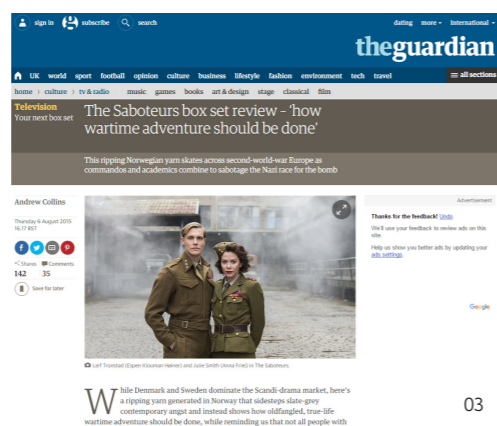 sign in subscribe search dating more - International -
theguardian
UK world sport football opinion culture business lifestyle fashion environment tech travel all sections
home › culture › tv & radio music games books art & design stage classical film
Television
Your next box set
The Saboteurs box set review – ‘how
wartime adventure should be done’
This ripping Norwegian yarn skates across second-world-war Europe as
commandos and academics combine to sabotage the Nazi race for the bomb
Andrew Collins
Thursday 6 August 2015
16.17 BST
Shares Comments
142 35
Save for later
Advertisement
Thanks for the feedback! Undo
We'll use your feedback to review ads on this
site.
Help us show you better ads by updating your
ads settings.
Google
Lief Tronstad (Espen Klouman Høiner) and Julie Smith (Anna Friel) in The Saboteurs.
While Denmark and Sweden dominate the Scandi-drama market, here’s
a ripping yarn generated in Norway that sidesteps slate-grey
contemporary angst and instead shows how oldfangled, true-life
wartime adventure should be done, while reminding us that not all people with
03